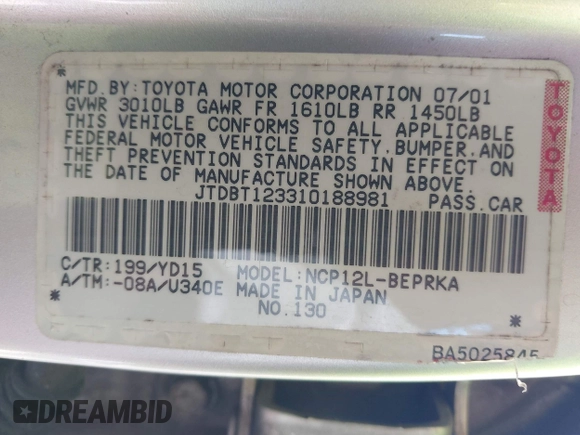 MFD.BY:TOYOTA MOTOR CORPORATION 07/01
GVWR 3010LB GAWR FR 1610LB RR 1450LB
THIS VEHICLE CONFORMS TO ALL APPLICABLE
FEDERAL MOTOR VEHICLE SAFETY,BUMPER,AND
THEFT PREVENTION STANDARDS IN EFFECT ON
THE DATE OF MANUFACTURE SHOWN ABOVE.
JTDBT123310188981 PASS.CAR
TOYOTA
C/TR:199/YD15 MODEL:NCP12L-BEPRKA
A/TM:-08A/U340E MADE IN JAPAN
NO.130
BA5025845
DREAMBID